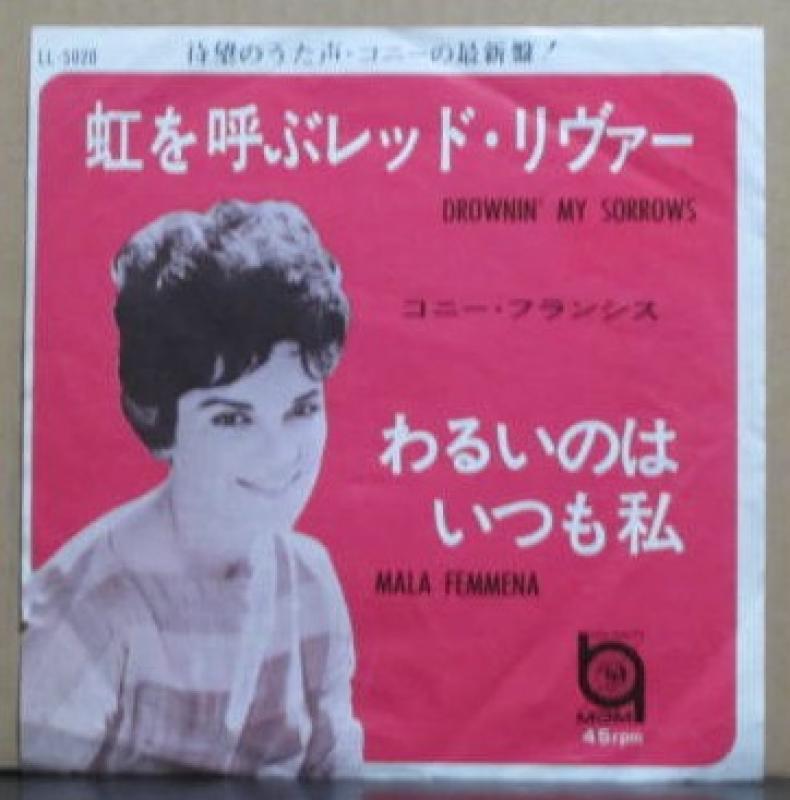 LL-5020
待望のうた声・コニーの最新盤！
虹を呼ぶレッド・リヴァー
DROWNIN' MY SORROWS
コニー・フランシス
わるいのは
いつも私
MALA FEMMENA
MGM
45rpm